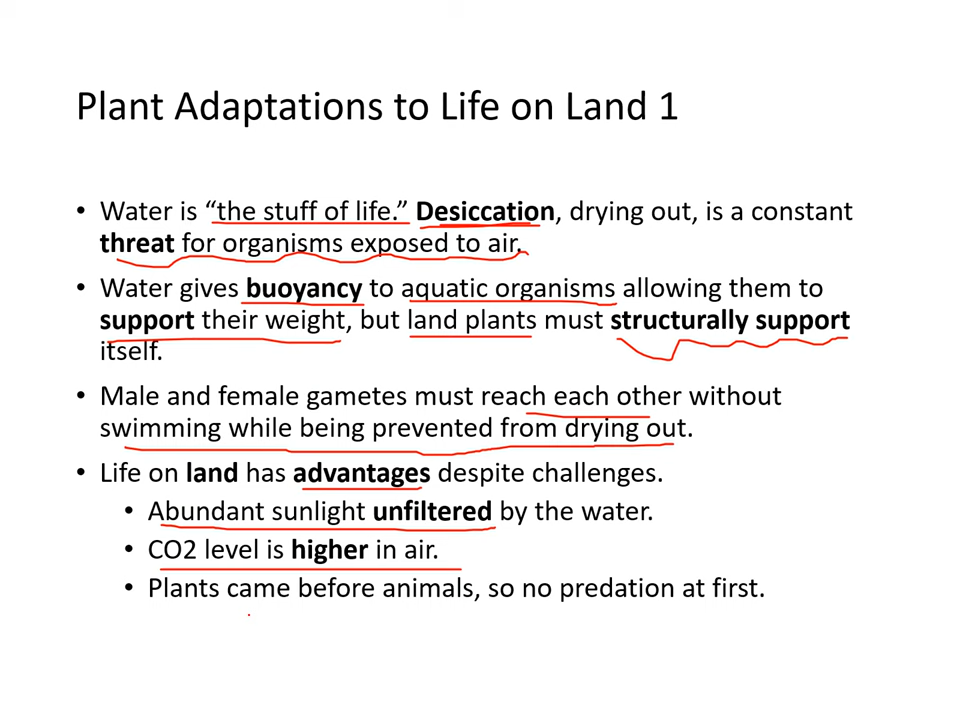 Plant Adaptations to Life on Land 1
• Water is “the stuff of life.” Desiccation, drying out, is a constant
threat for organisms exposed to air.
• Water gives buoyancy to aquatic organisms allowing them to
support their weight, but land plants must structurally support
itself.
• Male and female gametes must reach each other without
swimming while being prevented from drying out.
• Life on land has advantages despite challenges.
• Abundant sunlight unfiltered by the water.
• CO2 level is higher in air.
• Plants came before animals, so no predation at first.